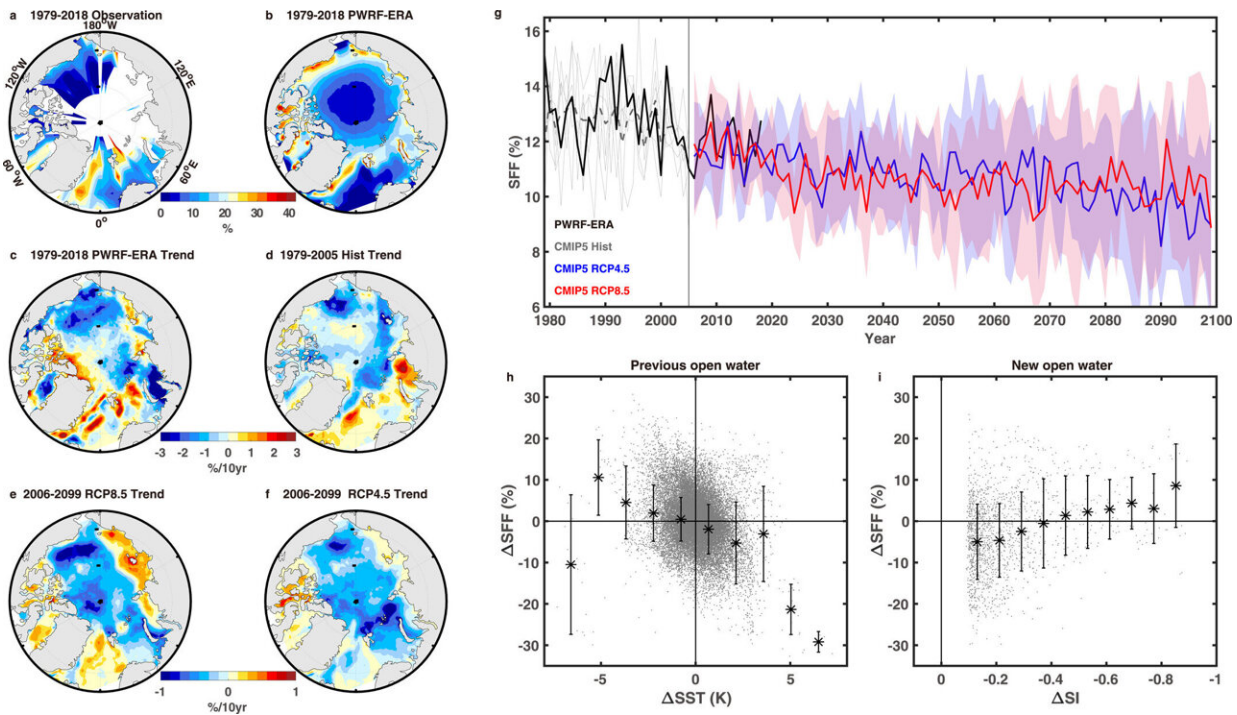 a 1979-2018 Observation
180°W
120°W
120°E
60°W
60°E
0°
b 1979-2018 PWRF-ERA
0 10 20 30 40
%
c 1979-2018 PWRF-ERA Trend
d 1979-2005 Hist Trend
-3 -2 -1 0 1 2 3
%/10yr
e 2006-2099 RCP8.5 Trend
f 2006-2099 RCP4.5 Trend
-1 0 1
%/10yr
g
16
14
12
10
8
6
SFF (%)
PWRF-ERA
CMIP5 Hist
CMIP5 RCP4.5
CMIP5 RCP8.5
1980 1990 2000 2010 2020 2030 2040 2050 2060 2070 2080 2090 2100
Year
h Previous open water
30
20
10
0
-10
-20
-30
ΔSFF (%)
-5 0 5
ΔSST (K)
i New open water
30
20
10
0
-10
-20
-30
ΔSFF (%)
0 -0.2 -0.4 -0.6 -0.8 -1
ΔSI